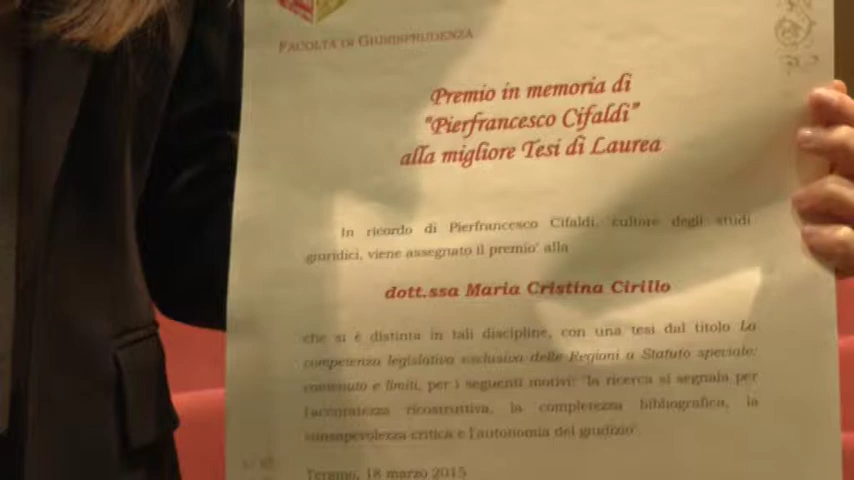 FACOLTÀ DI GIURISPRUDENZA
Premio in memoria di
"Pierfrancesco Cifaldi"
alla migliore Tesi di Laurea
In ricordo di Pierfrancesco Cifaldi, cultore degli studi
giuridici, viene assegnato il premio alla
dott.ssa Maria Cristina Cirillo
che si è distinta in tali discipline, con una tesi dal titolo La
competenza legislativa esclusiva delle Regioni a Statuto speciale:
contenuto e limiti, per i seguenti motivi: "la ricerca si segnala per
l'accuratezza ricostruttiva, la completezza bibliografica, la
consapevolezza critica e l'autonomia del giudizio".
Teramo, 18 marzo 2015